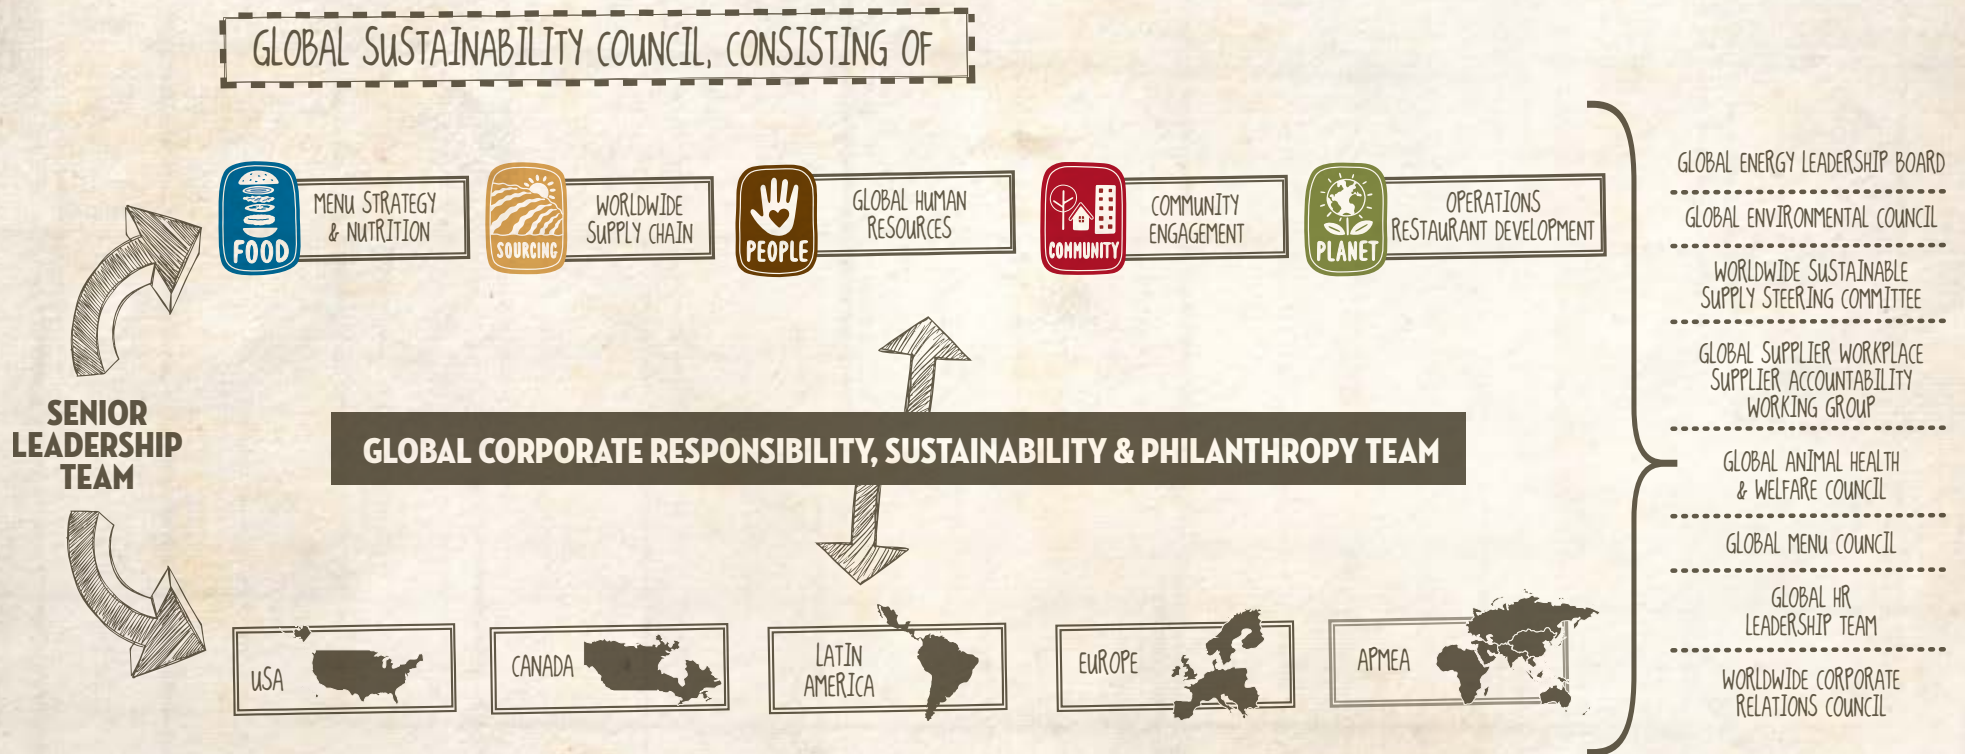 GLOBAL SUSTAINABILITY COUNCIL, CONSISTING OF
FOOD
MENU STRATEGY
& NUTRITION
SOURCING
WORLDWIDE
SUPPLY CHAIN
PEOPLE
GLOBAL HUMAN
RESOURCES
COMMUNITY
COMMUNITY
ENGAGEMENT
PLANET
OPERATIONS
RESTAURANT DEVELOPMENT
SENIOR
LEADERSHIP
TEAM
GLOBAL CORPORATE RESPONSIBILITY, SUSTAINABILITY & PHILANTHROPY TEAM
USA
CANADA
LATIN
AMERICA
EUROPE
APMEA
GLOBAL ENERGY LEADERSHIP BOARD
GLOBAL ENVIRONMENTAL COUNCIL
WORLDWIDE SUSTAINABLE
SUPPLY STEERING COMMITTEE
GLOBAL SUPPLIER WORKPLACE
SUPPLIER ACCOUNTABILITY
WORKING GROUP
GLOBAL ANIMAL HEALTH
& WELFARE COUNCIL
GLOBAL MENU COUNCIL
GLOBAL HR
LEADERSHIP TEAM
WORLDWIDE CORPORATE
RELATIONS COUNCIL